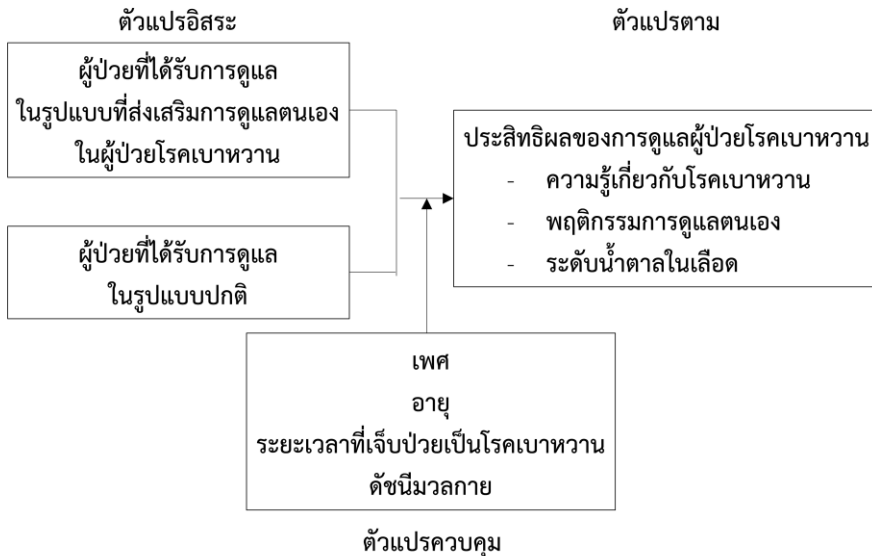 ตัวแปรอิสระ
ตัวแปรตาม
ผู้ป่วยที่ได้รับการดูแล
ในรูปแบบที่ส่งเสริมการดูแลตนเอง
ในผู้ป่วยโรคเบาหวาน
ประสิทธิผลของการดูแลผู้ป่วยโรคเบาหวาน
- ความรู้เกี่ยวกับโรคเบาหวาน
- พฤติกรรมการดูแลตนเอง
- ระดับน้ำตาลในเลือด
ผู้ป่วยที่ได้รับการดูแล
ในรูปแบบปกติ
เพศ
อายุ
ระยะเวลาที่เจ็บป่วยเป็นโรคเบาหวาน
ดัชนีมวลกาย
ตัวแปรควบคุม